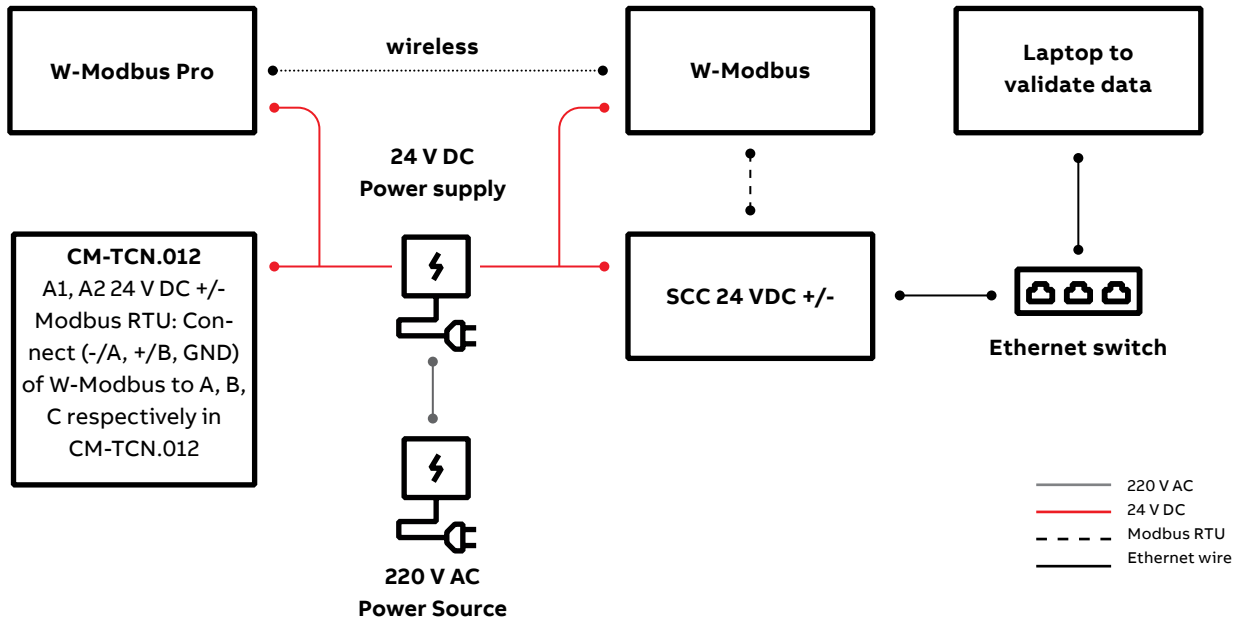 W-Modbus Pro
wireless
W-Modbus
Laptop to
validate data
24 V DC
Power supply
CM-TCN.012
A1, A2 24 V DC +/-
Modbus RTU: Con-
nect (-/A, +/B, GND)
of W-Modbus to A, B,
C respectively in
CM-TCN.012
SCC 24 VDC +/-
Ethernet switch
220 V AC
Power Source
220 V AC
24 V DC
Modbus RTU
Ethernet wire